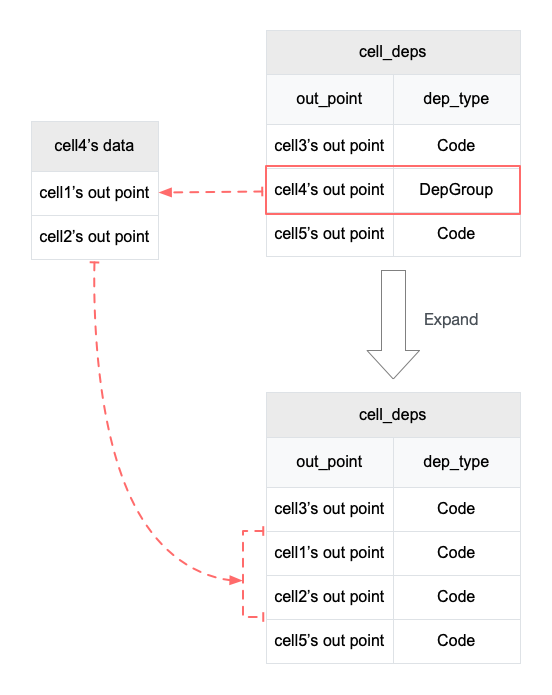 cell_deps
out_point dep_type
cell3’s out point Code
cell4’s out point DepGroup
cell5’s out point Code
cell4’s data
cell1’s out point
cell2’s out point
Expand
cell_deps
out_point dep_type
cell3’s out point Code
cell1’s out point Code
cell2’s out point Code
cell5’s out point Code